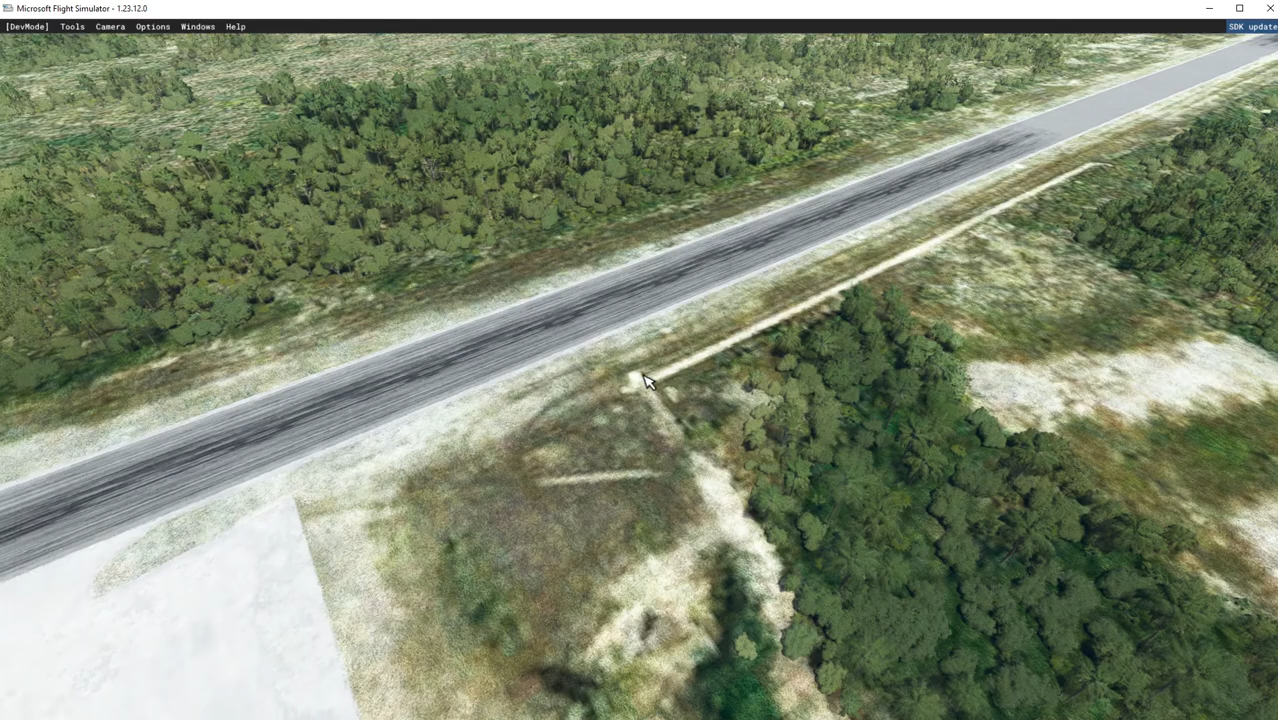 Microsoft Flight Simulator - 1.23.12.0
[DevMode] Tools Camera Options Windows Help SDK update